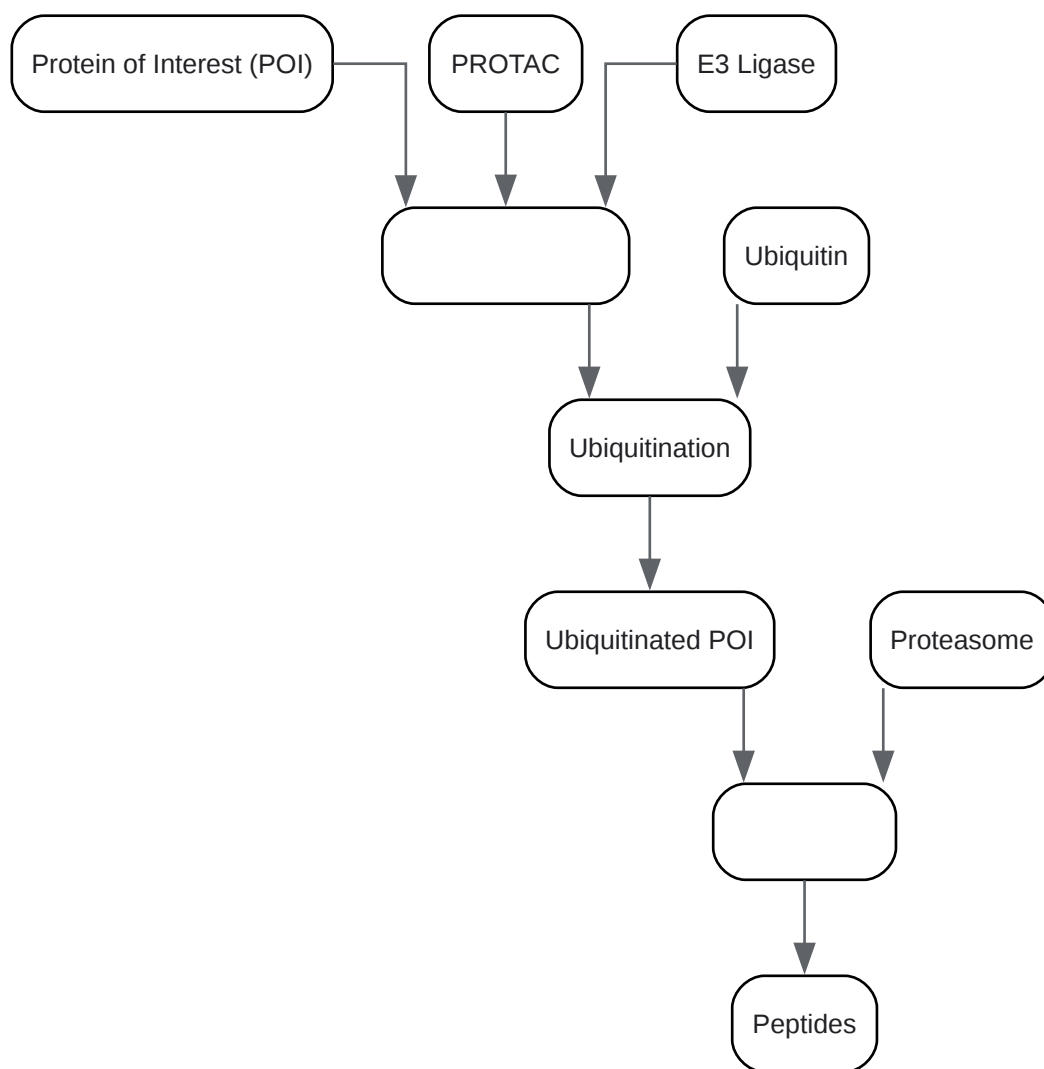 Protein of Interest (POI)
PROTAC
E3 Ligase
Ubiquitin
Ubiquitination
Ubiquitinated POI
Proteasome
Peptides